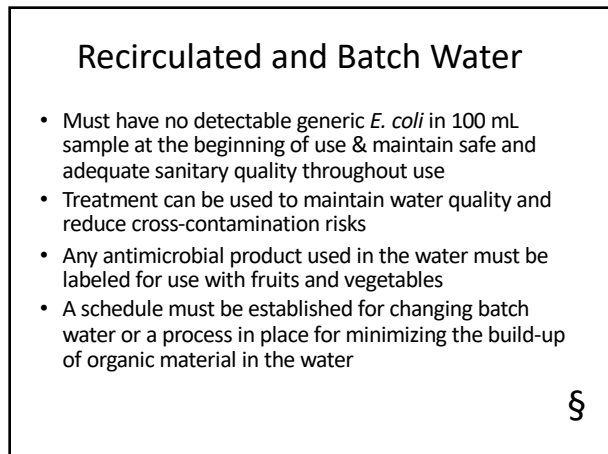 Recirculated and Batch Water
• Must have no detectable generic E. coli in 100 mL
sample at the beginning of use & maintain safe and
adequate sanitary quality throughout use
• Treatment can be used to maintain water quality and
reduce cross-contamination risks
• Any antimicrobial product used in the water must be
labeled for use with fruits and vegetables
• A schedule must be established for changing batch
water or a process in place for minimizing the build-up
of organic material in the water
§